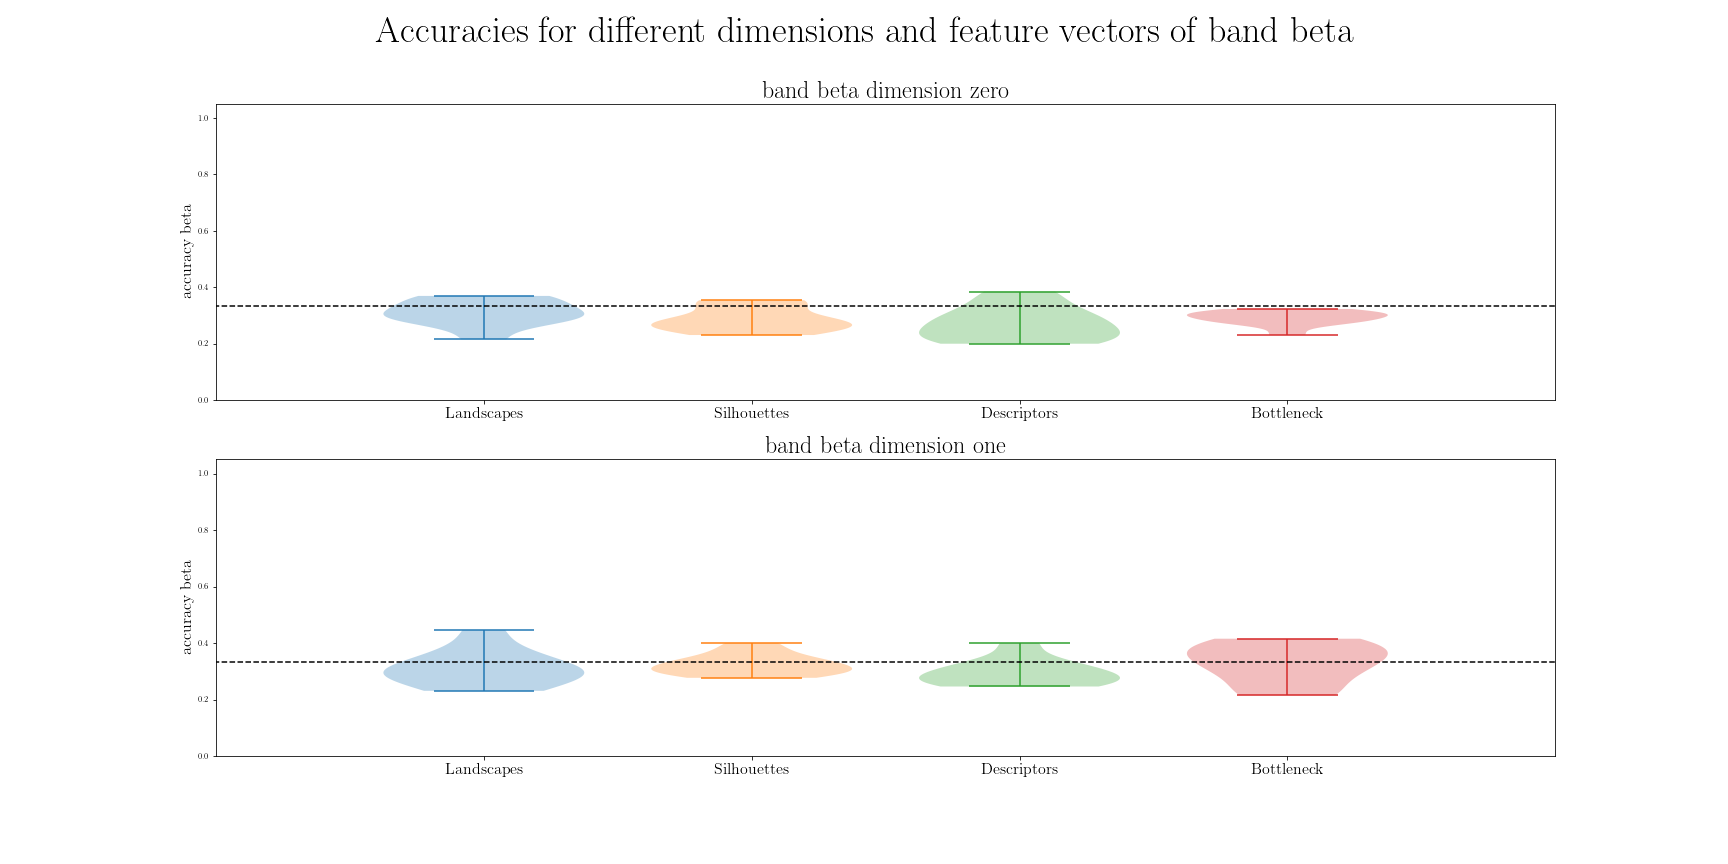 Accuracies for different dimensions and feature vectors of band beta
band beta dimension zero
accuracy beta
1.0
0.8
0.6
0.4
0.2
0.0
Landscapes Silhouettes Descriptors Bottleneck
band beta dimension one
accuracy beta
1.0
0.8
0.6
0.4
0.2
0.0
Landscapes Silhouettes Descriptors Bottleneck